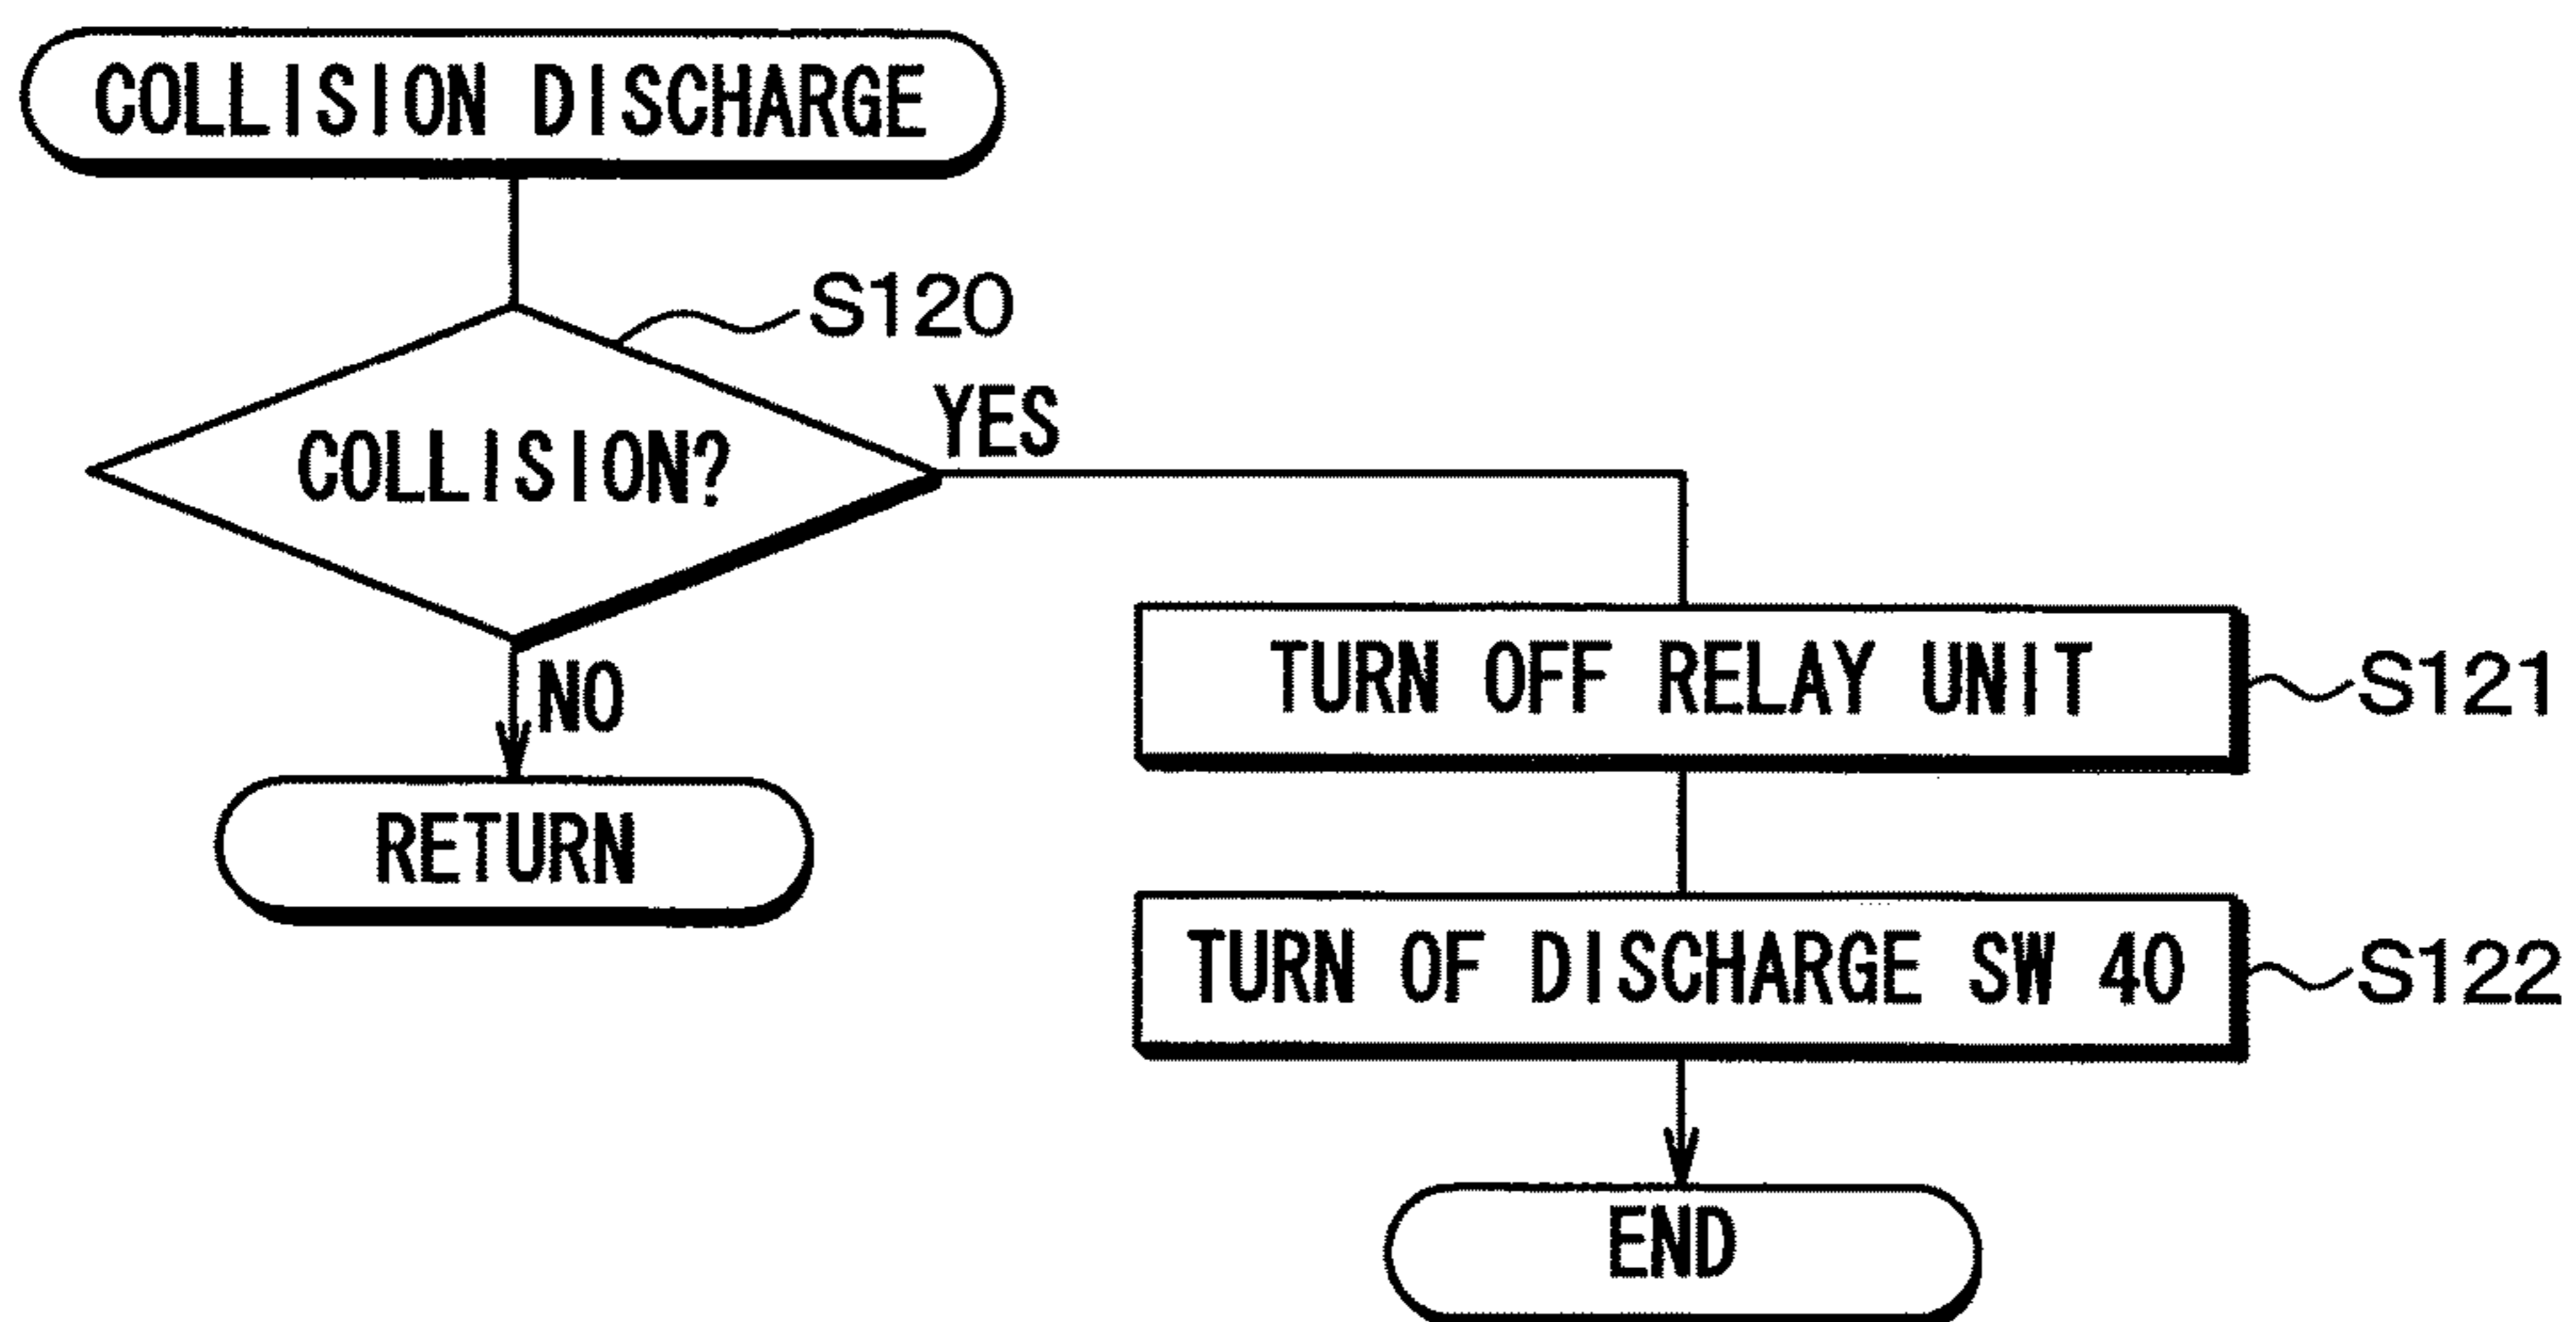 COLLISION DISCHARGE
S120
COLLISION?
YES
NO
RETURN
TURN OFF RELAY UNIT
S121
TURN OF DISCHARGE SW 40
S122
END